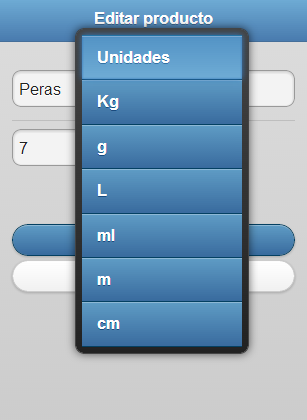 Editar producto
Unidades
Peras
Kg
g
7
L
ml
m
cm